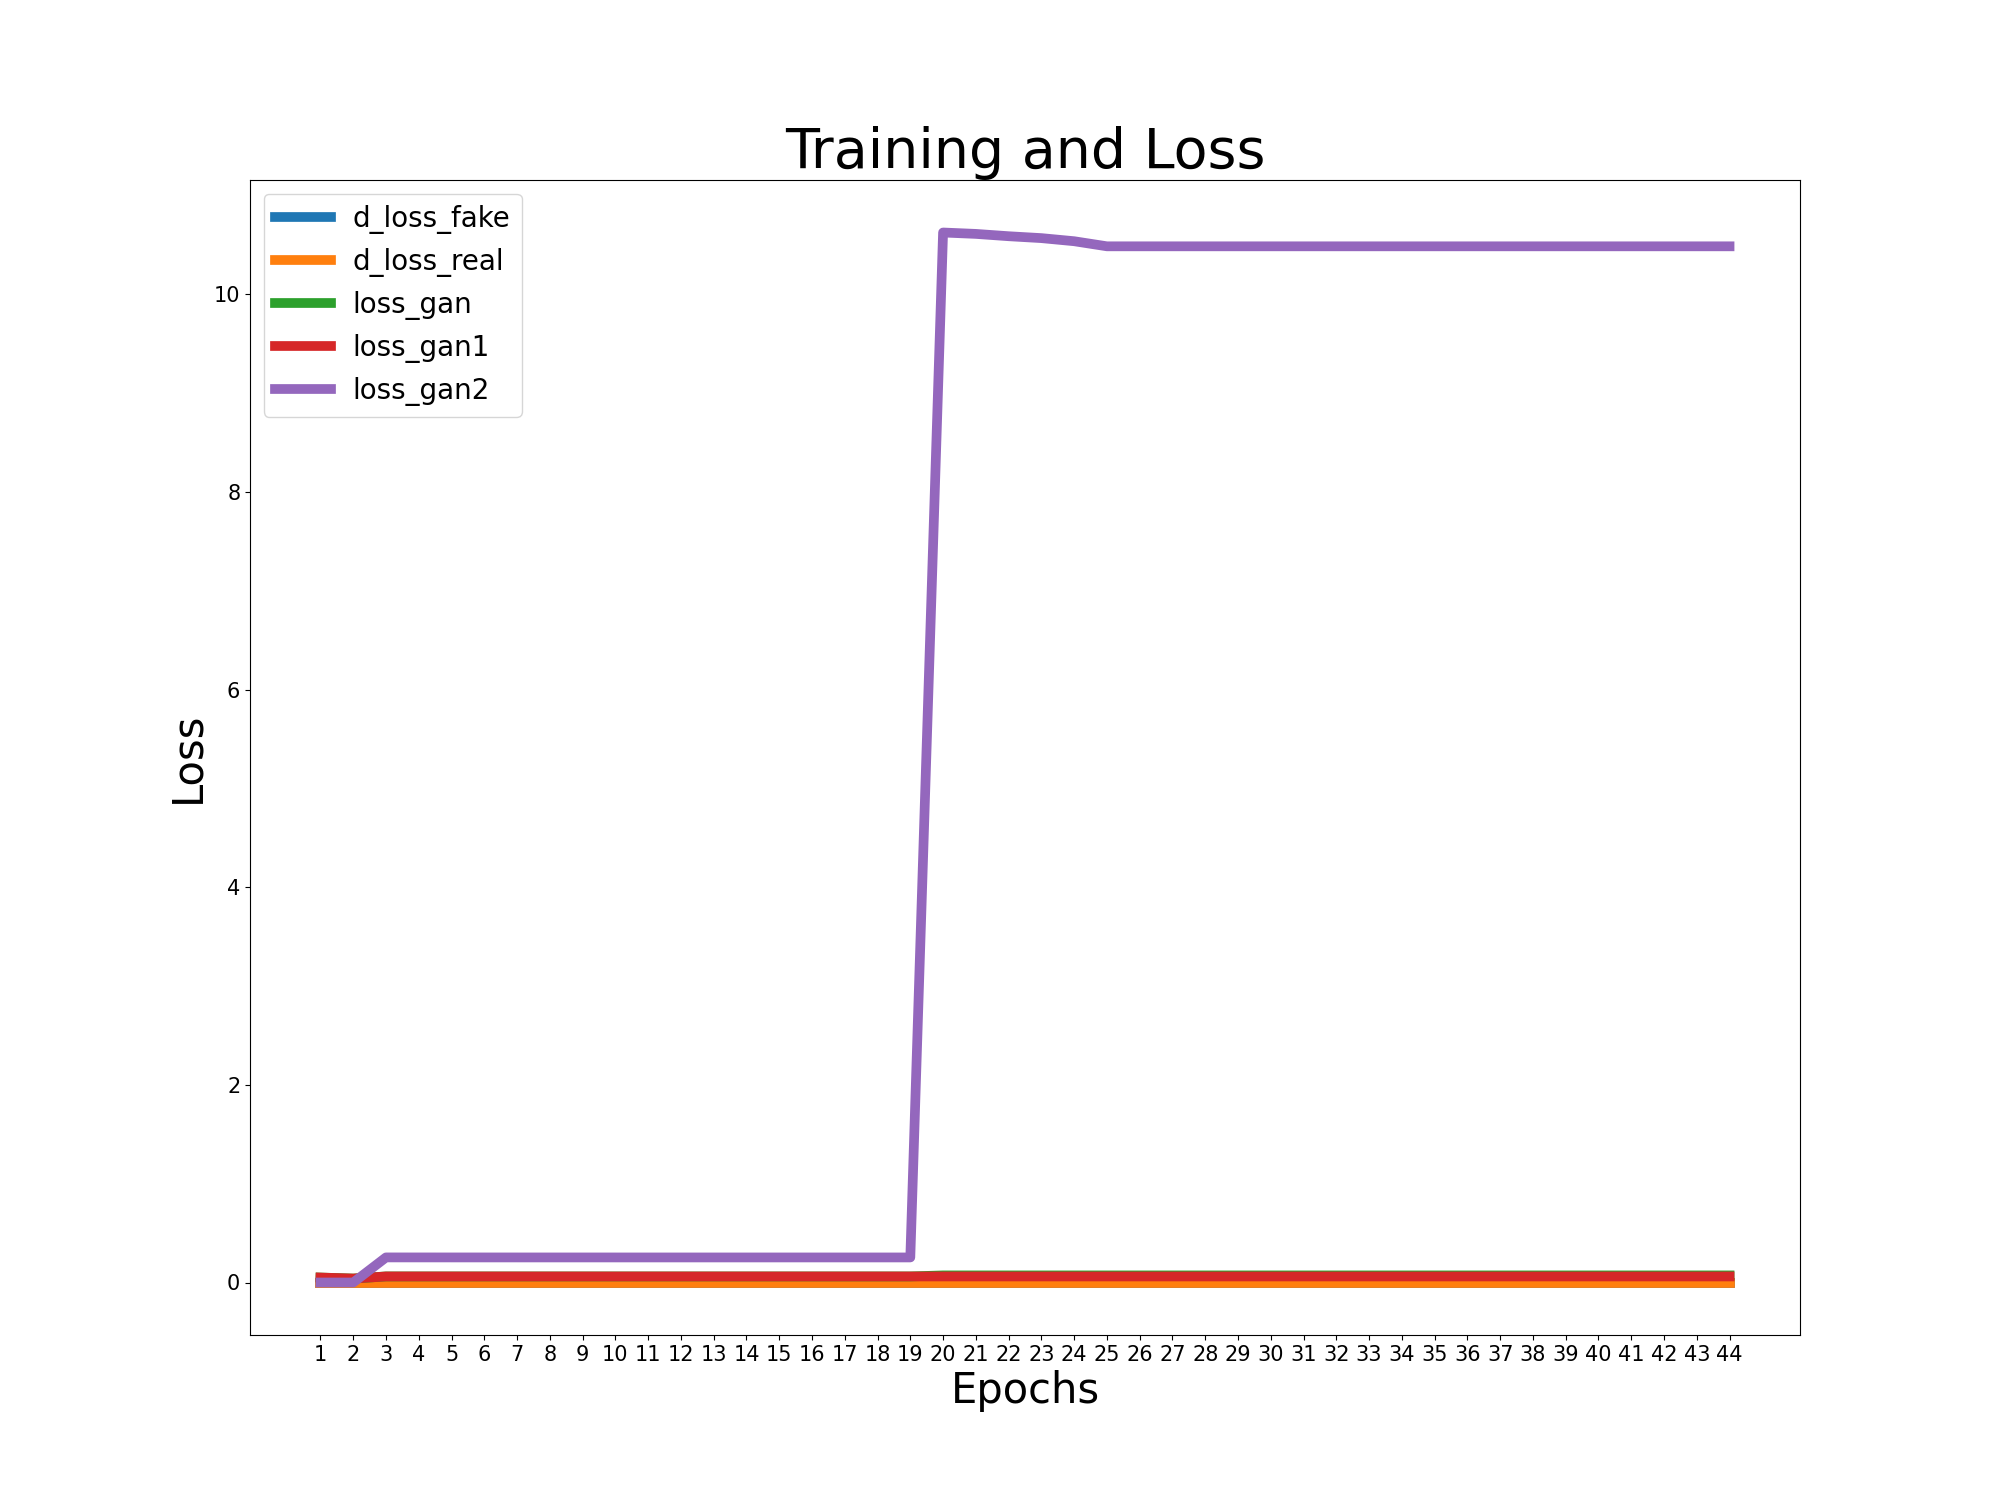 Training and Loss
d_loss_fake
d_loss_real
loss_gan
loss_gan1
loss_gan2
10
8
6
4
2
0
Loss
1 2 3 4 5 6 7 8 9 10 11 12 13 14 15 16 17 18 19 20 21 22 23 24 25 26 27 28 29 30 31 32 33 34 35 36 37 38 39 40 41 42 43 44
Epochs